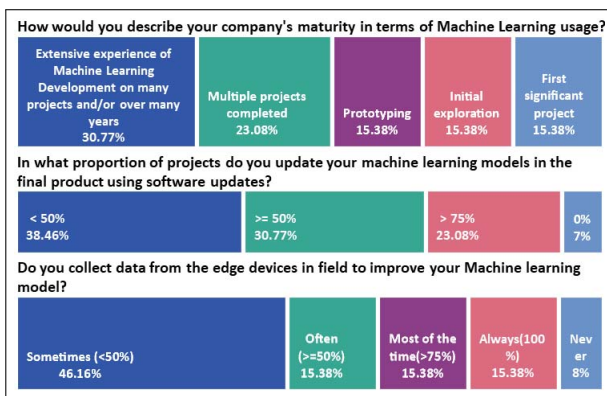 How would you describe your company's maturity in terms of Machine Learning usage?
Extensive experience of
Machine Learning
Development on many
projects and/or over many
years
30.77%
Multiple projects
completed
23.08%
Prototyping
15.38%
Initial
exploration
15.38%
First
significant
project
15.38%
In what proportion of projects do you update your machine learning models in the
final product using software updates?
< 50%
38.46%
>= 50%
30.77%
> 75%
23.08%
0%
7%
Do you collect data from the edge devices in field to improve your Machine learning
model?
Sometimes (<50%)
46.16%
Often
(>=50%)
15.38%
Most of the
time(>75%)
15.38%
Always(100
%)
15.38%
Nev
er
8%